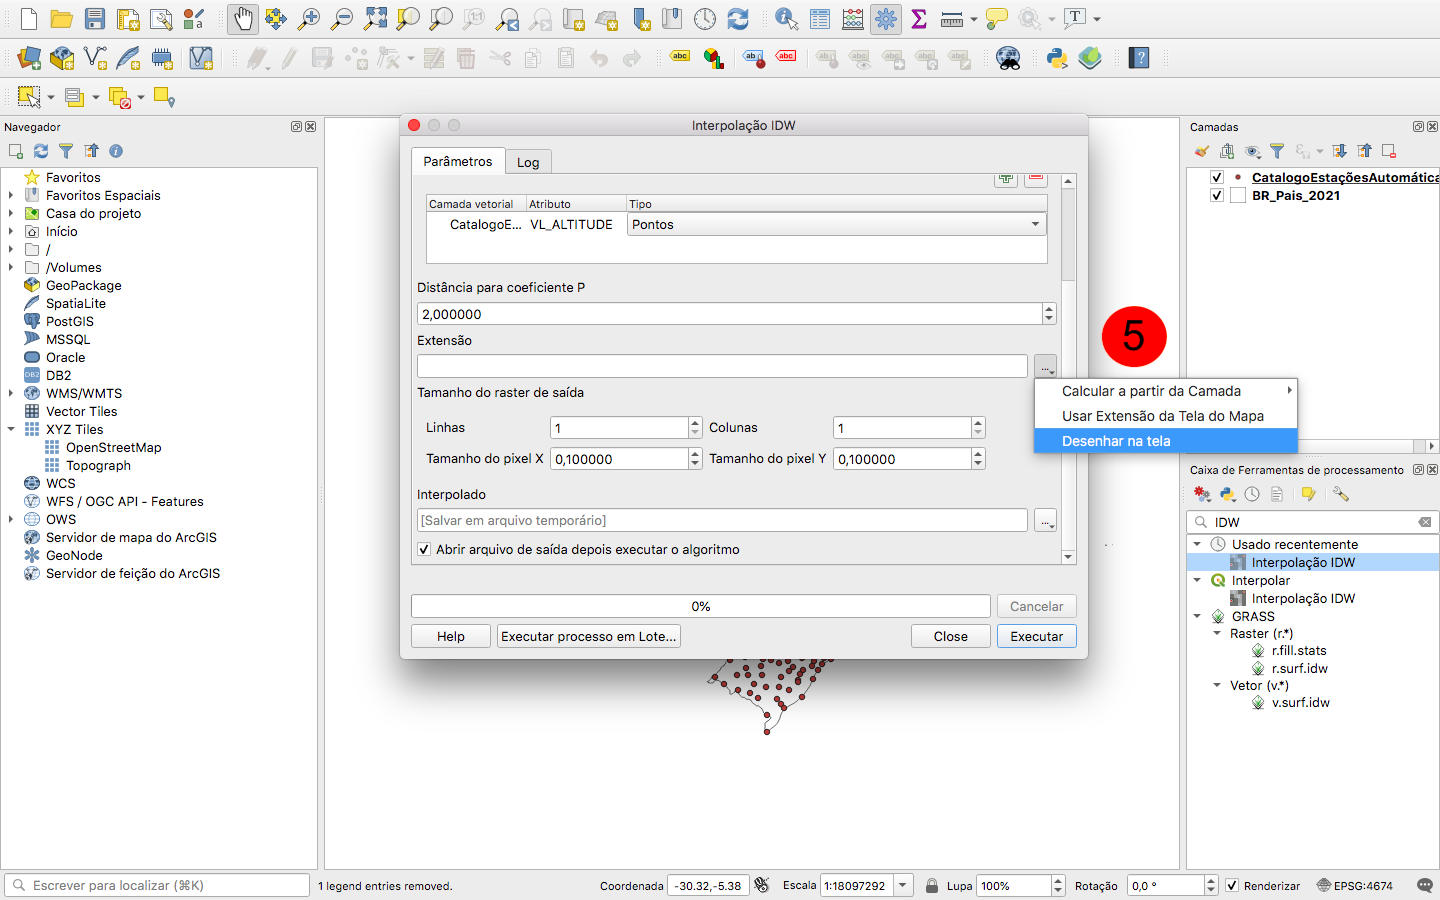 Navegador
Favoritos
Favoritos Espaciais
Casa do projeto
Início
/
/Volumes
GeoPackage
SpatiaLite
PostGIS
MSSQL
Oracle
DB2
WMS/WMTS
Vector Tiles
XYZ Tiles
OpenStreetMap
Topograph
WCS
WFS / OGC API - Features
OWS
Servidor de mapa do ArcGIS
GeoNode
Servidor de feição do ArcGIS
Interpolação IDW
Parâmetros
Log
Camada vetorial Atributo Tipo
CatalogoE... VL_ALTITUDE Pontos
Distância para coeficiente P
2,000000
Extensão
...
Tamanho do raster de saída
Linhas 1 Colunas 1
Tamanho do pixel X 0,100000 Tamanho do pixel Y 0,100000
Interpolado
[Salvar em arquivo temporário]
...
Abrir arquivo de saída depois executar o algoritmo
0%
Cancelar
Help
Executar processo em Lote...
Close
Executar
5
Calcular a partir da Camada
Usar Extensão da Tela do Mapa
Desenhar na tela
Camadas
CatalogoEstaçõesAutomática
BR_Pais_2021
Caixa de Ferramentas de processamento
IDW
Usado recentemente
Interpolação IDW
Interpolar
Interpolação IDW
GRASS
Raster (r.*)
r.fill.stats
r.surf.idw
Vetor (v.*)
v.surf.idw
Escrever para localizar (⌘K)
1 legend entries removed.
Coordenada -30.32,-5.38
Escala 1:18097292
Lupa 100%
Rotação 0,0 °
Renderizar
EPSG:4674